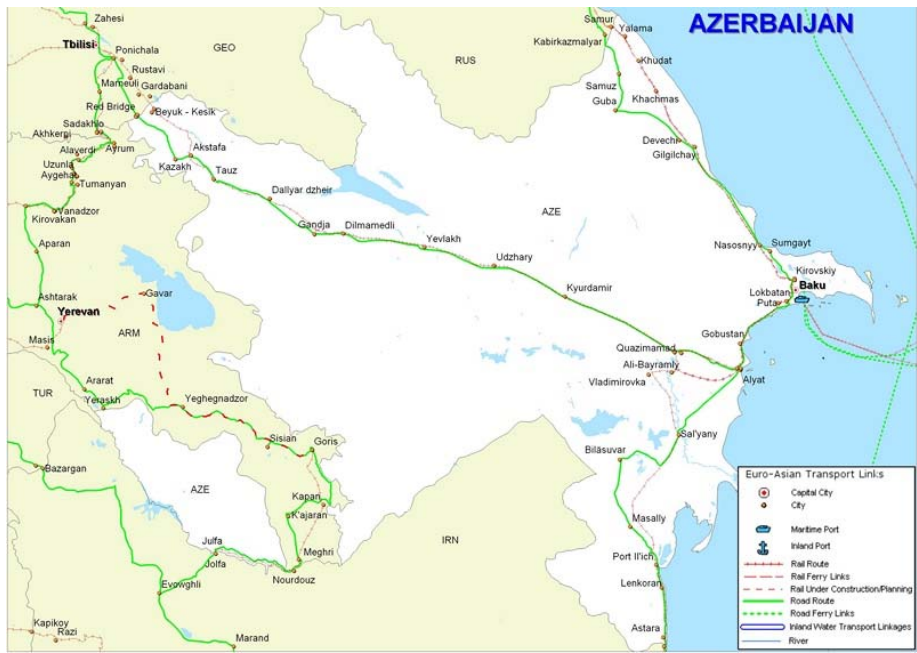 AZERBAIJAN
Zahesi
Samur
Yalama
Tbilisi
Ponichala
GEO
Kabirkazmalyar
RUS
Khudat
Rustavi
Mameuli
Gardabani
Samuz
Khachmas
Red Bridge
Beyuk - Kesik
Guba
Sadakhlo
Akhkerpi
Alaverdi
Ayrum
Akstafa
Devechi
Gilgilchay
Uzunla
Kazakh
Tauz
Aygehat
Tumanyan
Dallyar dzheir
AZE
Kirovakan
Vanadzor
Gandja
Dilmamedli
Yevlakh
Nasosnyy
Sumgayt
Aparan
Udzhary
Kirovskiy
Baku
Ashtarak
Gavar
Kyurdamir
Lokbatan
Puta
Yerevan
ARM
Gobustan
Masis
Quazimamad
Ali-Bayramly
Vladimirovka
Alyat
TUR
Ararat
Yeraskh
Yeghegnadzor
Sisian
Goris
Sal'yany
Bilasuvar
Bazargan
AZE
Kapan
K'ajaran
Masally
Julfa
Jolfa
Meghri
IRN
Port Il'ich
Nourdouz
Evowghli
Lenkoran
Kapikoy
Razi
Marand
Astara
Euro-Asian Transport Links
Capital City
City
Maritime Port
Inland Port
Rail Route
Rail Ferry Links
Rail Under Construction/Planning
Road Route
Road Ferry Links
Inland Water Transport Linkages
River